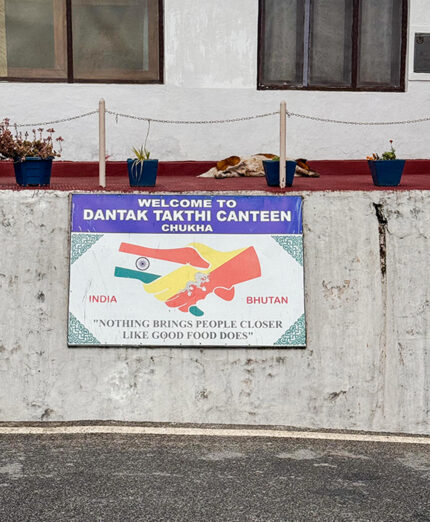 WELCOME TO
DANTAK TAKTHI CANTEEN
CHUKHA
INDIA
BHUTAN
"NOTHING BRINGS PEOPLE CLOSER
LIKE GOOD FOOD DOES"